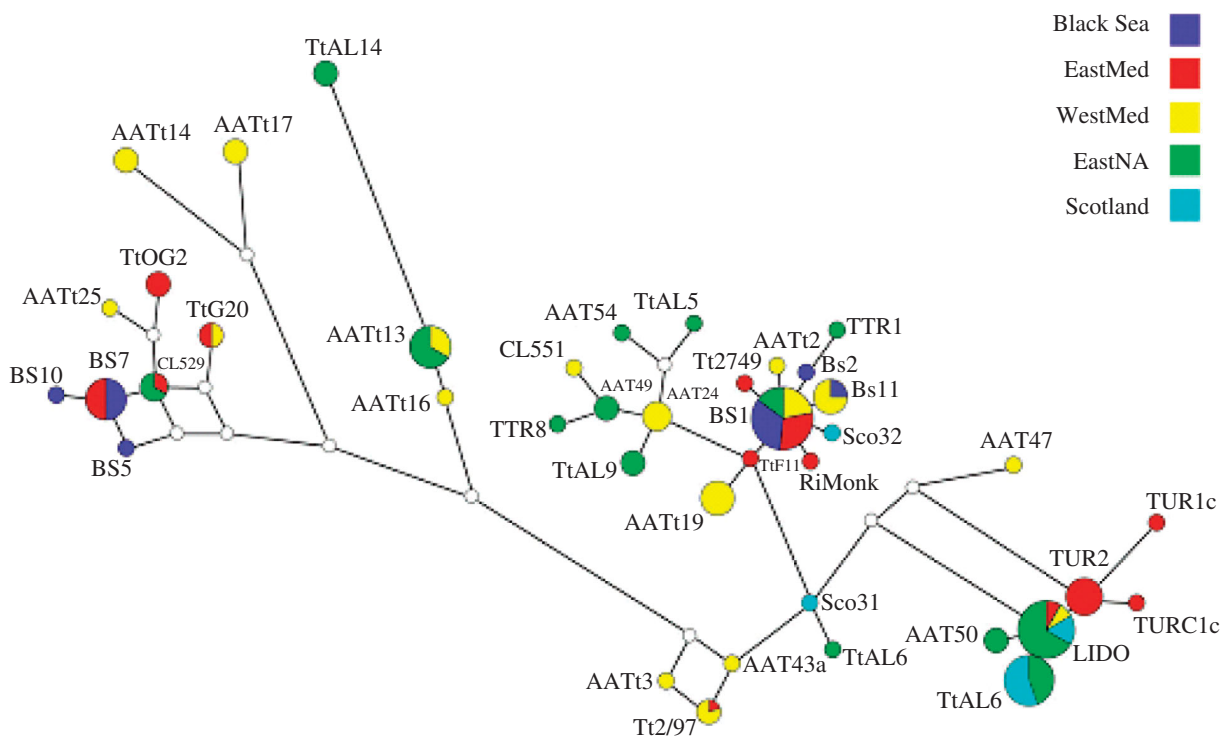 Black Sea
EastMed
WestMed
EastNA
Scotland
TtAL14
AATt14
AATt17
TtOG2
AATt25
TtG20
BS7
CL529
BS10
BS5
AATt13
AATt16
AAT54
TtAL5
CL551
AAT49
AAT24
TTR8
TtAL9
Tt2749
AATt2
TTR1
Bs2
Bs11
BS1
Sco32
TtF11
RiMonk
AATt19
AAT47
TUR1c
TUR2
TURC1c
Sco31
AAT50
LIDO
TtAL6
AAT43a
AATt3
Tt2/97
TtAL6